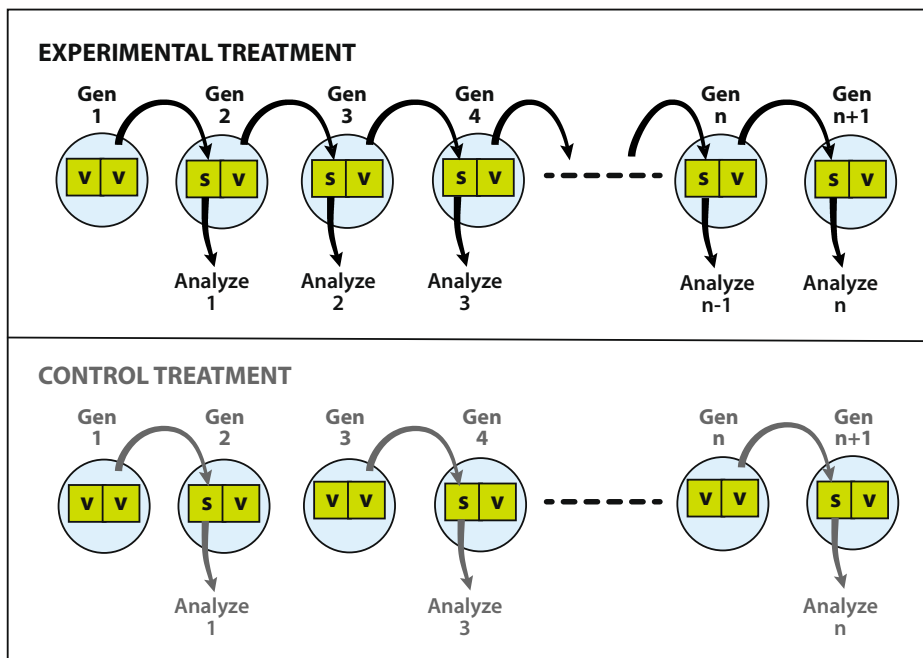 EXPERIMENTAL TREATMENT
Gen Gen Gen Gen Gen Gen
1 2 3 4 n n+1
V V S V S V S V S V S V
Analyze Analyze Analyze Analyze Analyze
1 2 3 n-1 n
CONTROL TREATMENT
Gen Gen Gen Gen Gen Gen
1 2 3 4 n n+1
V V S V V V S V V V S V
Analyze Analyze Analyze
1 3 n